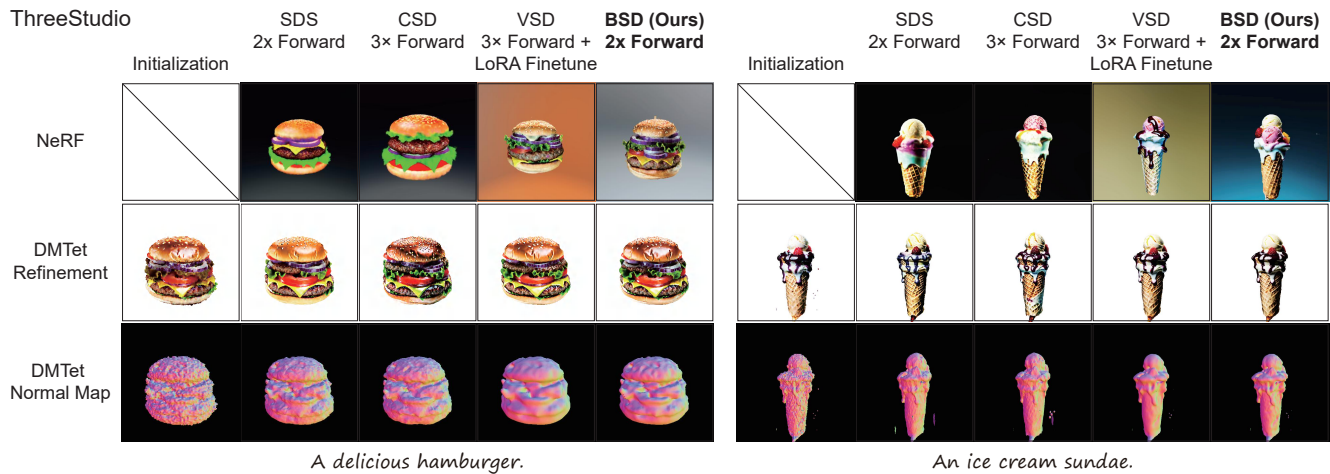 ThreeStudio
Initialization
SDS
2x Forward
CSD
3× Forward
VSD
3× Forward +
LoRA Finetune
BSD (Ours)
2x Forward
Initialization
SDS
2x Forward
CSD
3× Forward
VSD
3× Forward +
LoRA Finetune
BSD (Ours)
2x Forward
NeRF
DMTet
Refinement
DMTet
Normal Map
A delicious hamburger.
An ice cream sundae.